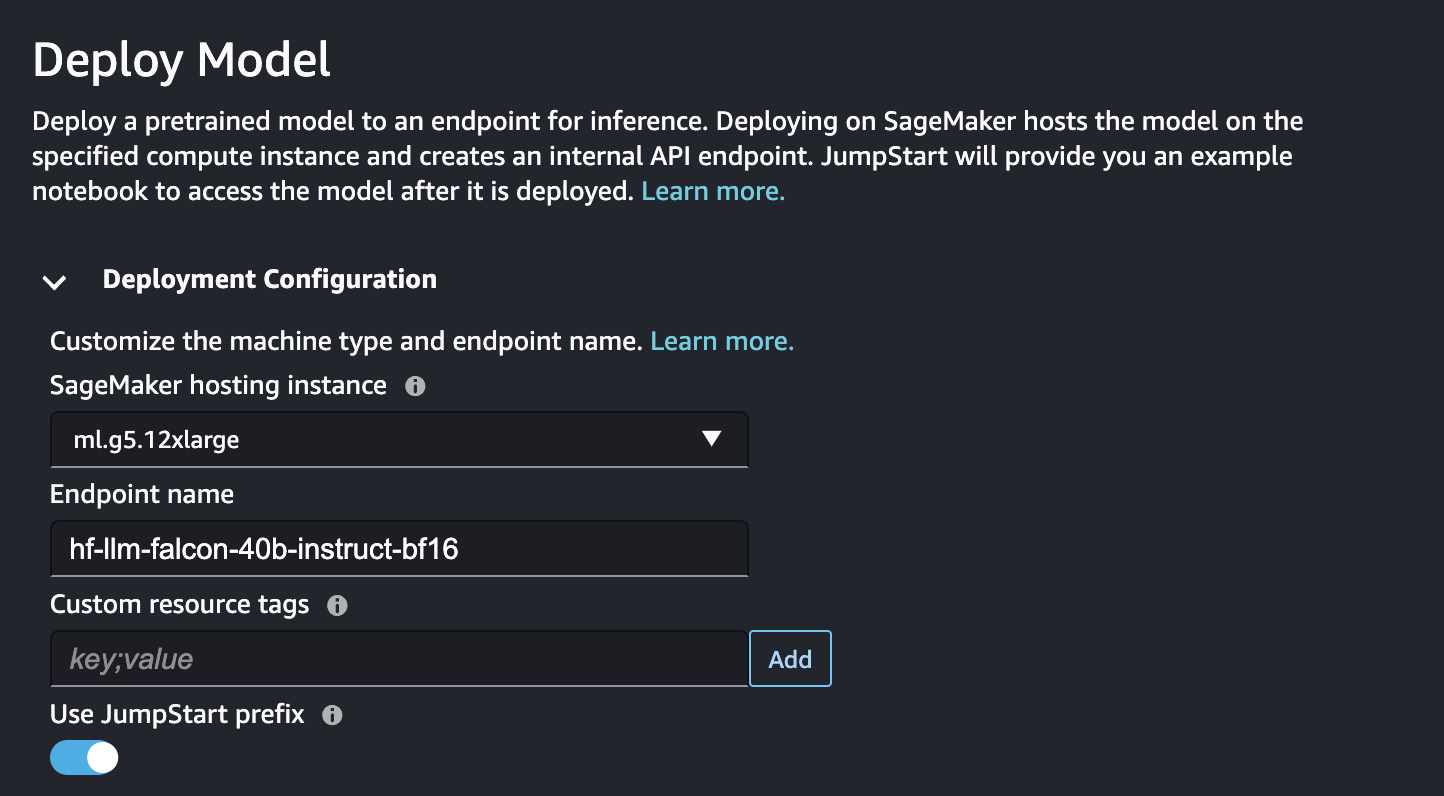 Deploy Model
Deploy a pretrained model to an endpoint for inference. Deploying on SageMaker hosts the model on the
specified compute instance and creates an internal API endpoint. JumpStart will provide you an example
notebook to access the model after it is deployed. Learn more.
Deployment Configuration
Customize the machine type and endpoint name. Learn more.
SageMaker hosting instance
ml.g5.12xlarge
Endpoint name
hf-llm-falcon-40b-instruct-bf16
Custom resource tags
key;value
Add
Use JumpStart prefix